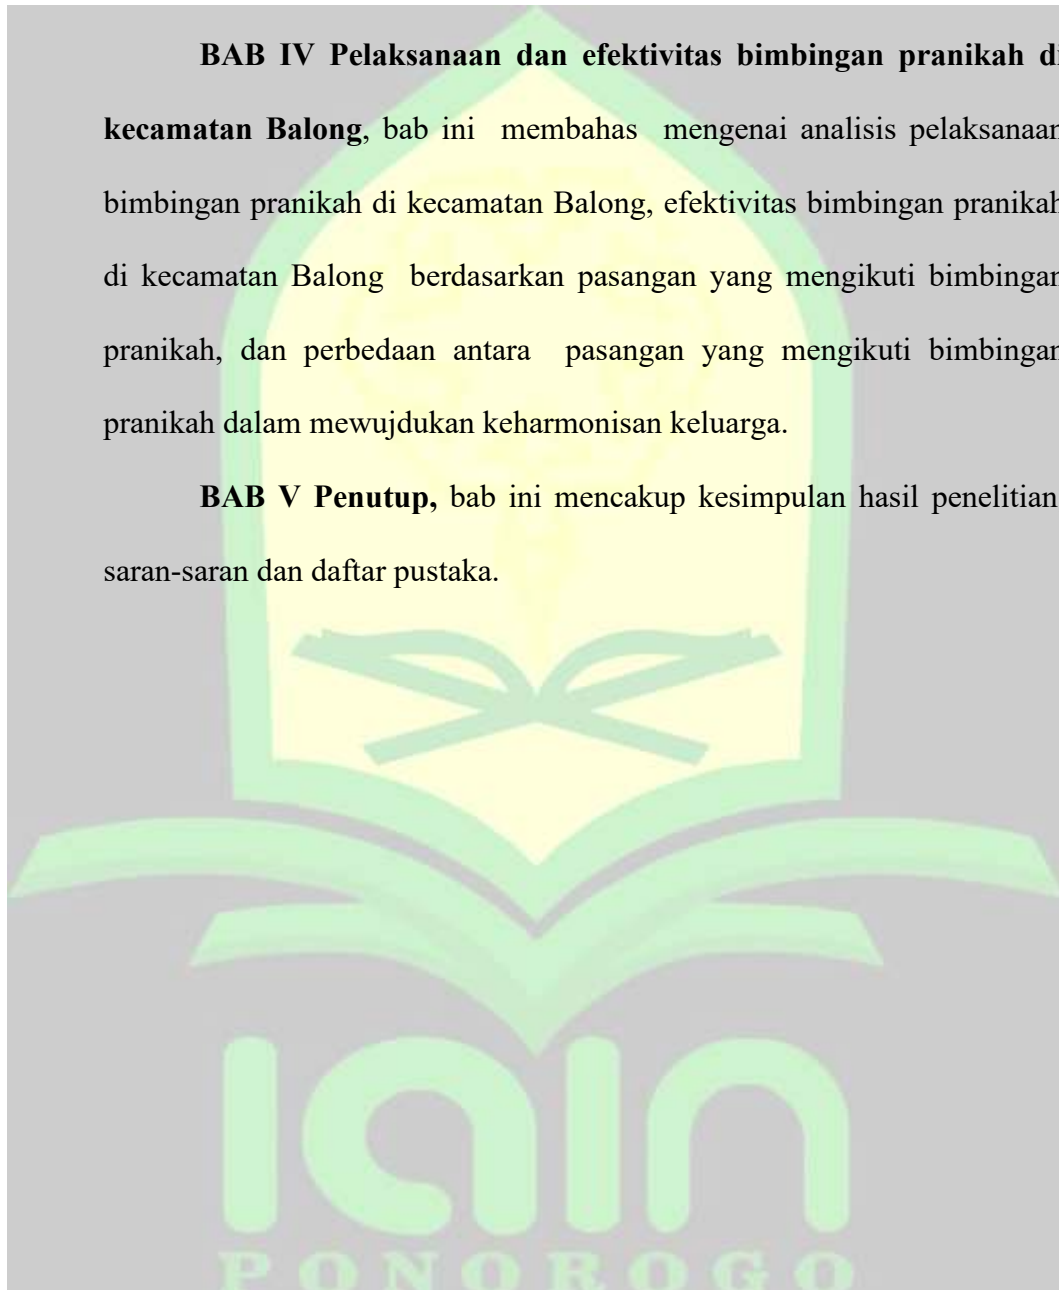 BAB IV Pelaksanaan dan efektivitas bimbingan pranikah di
kecamatan Balong, bab ini membahas mengenai analisis pelaksanaan
bimbingan pranikah di kecamatan Balong, efektivitas bimbingan pranikah
di kecamatan Balong berdasarkan pasangan yang mengikuti bimbingan
pranikah, dan perbedaan antara pasangan yang mengikuti bimbingan
pranikah dalam mewujdukan keharmonisan keluarga.
BAB V Penutup, bab ini mencakup kesimpulan hasil penelitian
saran-saran dan daftar pustaka.
iain
PONOROGO